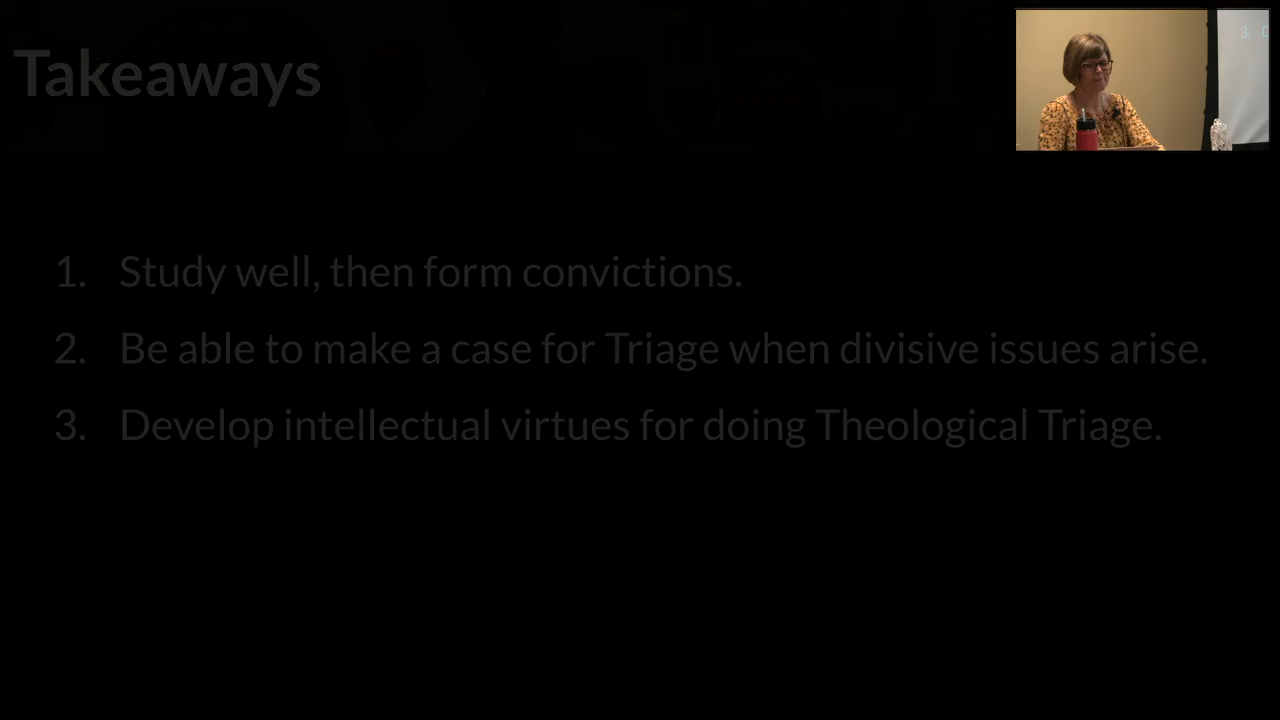 Takeaways
3. D
1. Study well, then form convictions.
2. Be able to make a case for Triage when divisive issues arise.
3. Develop intellectual virtues for doing Theological Triage.